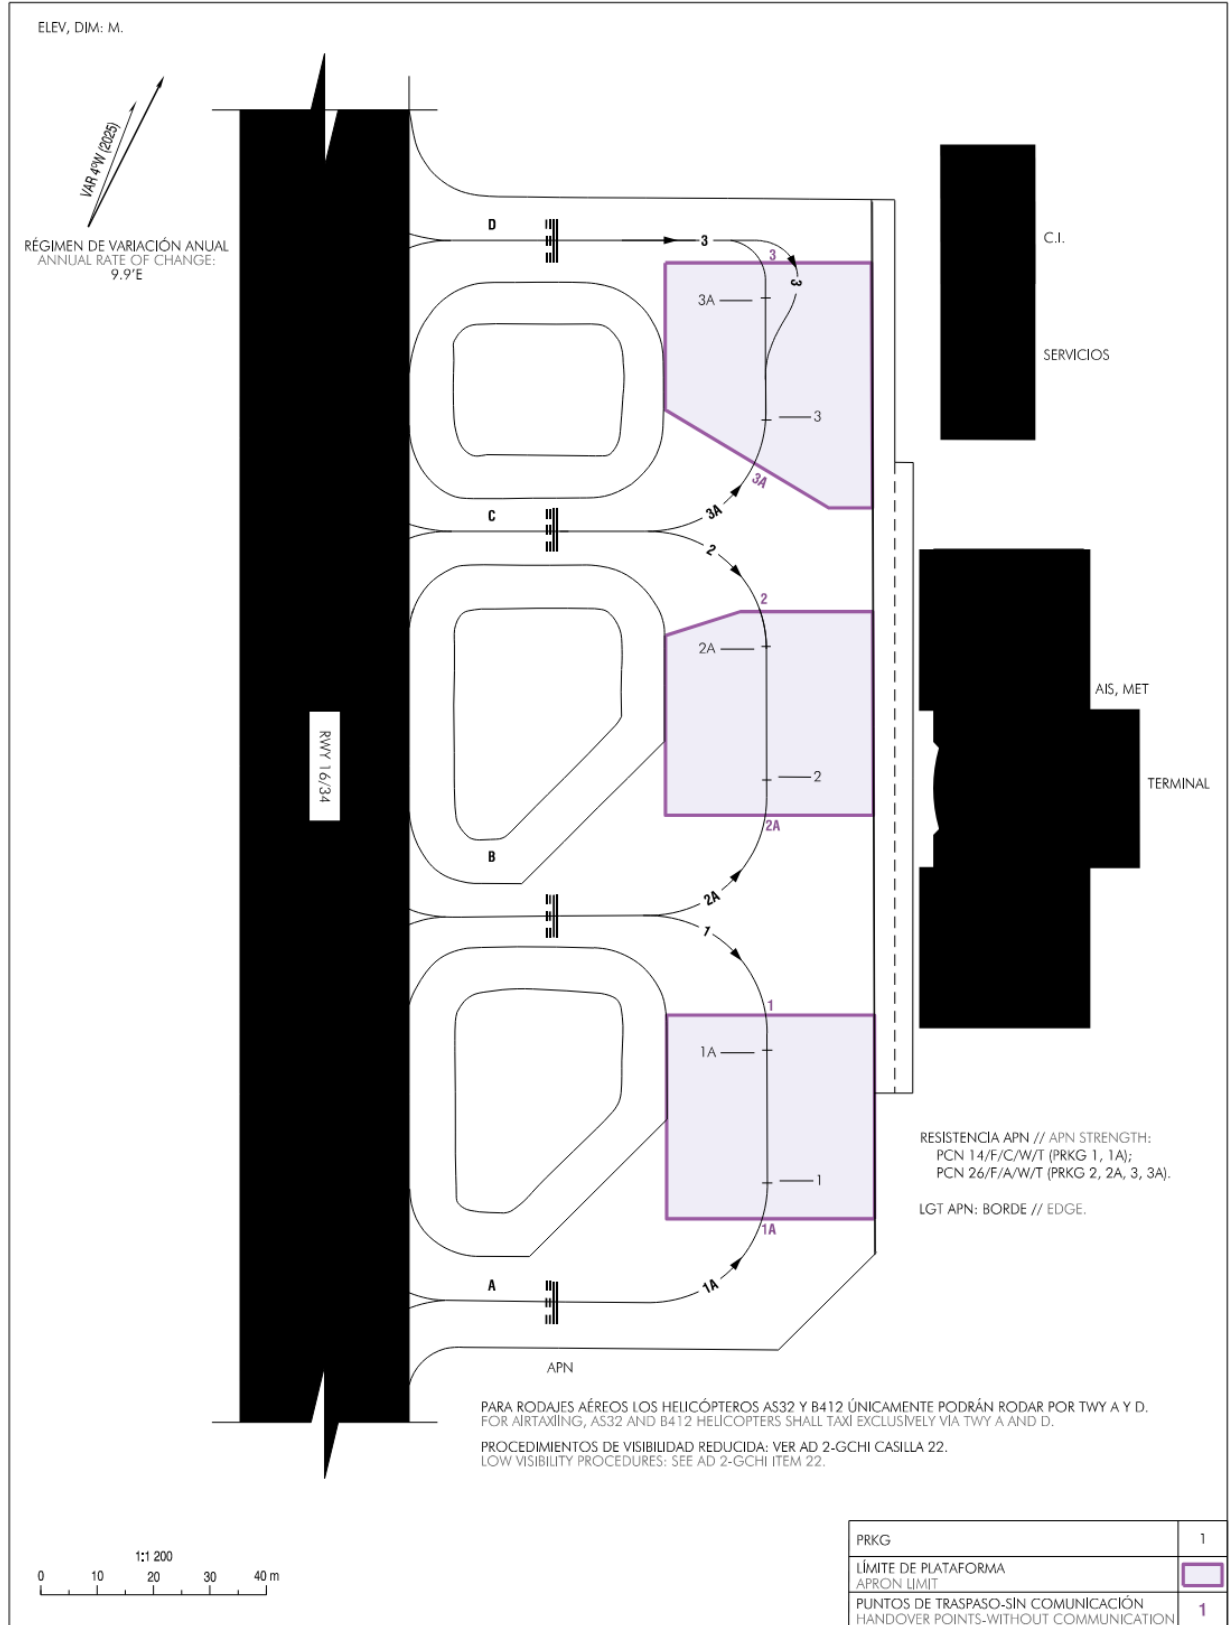 ELEV, DIM: M.
VAR 4°W (2025)
RÉGIMEN DE VARIACIÓN ANUAL
ANNUAL RATE OF CHANGE:
9.9'E
D
3
3
3
3A
3
3A
3A
C
2
2
2A
2
2A
2A
B
1
1
1A
1
1A
1A
A
RWY 16/34
APN
C.I.
SERVICIOS
AIS, MET
TERMINAL
RESISTENCIA APN // APN STRENGTH:
PCN 14/F/C/W/T (PRKG 1, 1A);
PCN 26/F/A/W/T (PRKG 2, 2A, 3, 3A).
LGT APN: BORDE // EDGE.
PARA RODAJES AÉREOS LOS HELICÓPTEROS AS32 Y B412 ÚNICAMENTE PODRÁN RODAR POR TWY A Y D.
FOR AIRTAXIING, AS32 AND B412 HELICOPTERS SHALL TAXI EXCLUSIVELY VIA TWY A AND D.
PROCEDIMIENTOS DE VISIBILIDAD REDUCIDA: VER AD 2-GCHI CASILLA 22.
LOW VISIBILITY PROCEDURES: SEE AD 2-GCHI ITEM 22.
1:1 200
0 10 20 30 40 m
PRKG 1
LÍMITE DE PLATAFORMA
APRON LIMIT
PUNTOS DE TRASPASO-SIN COMUNICACIÓN
HANDOVER POINTS-WITHOUT COMMUNICATION 1